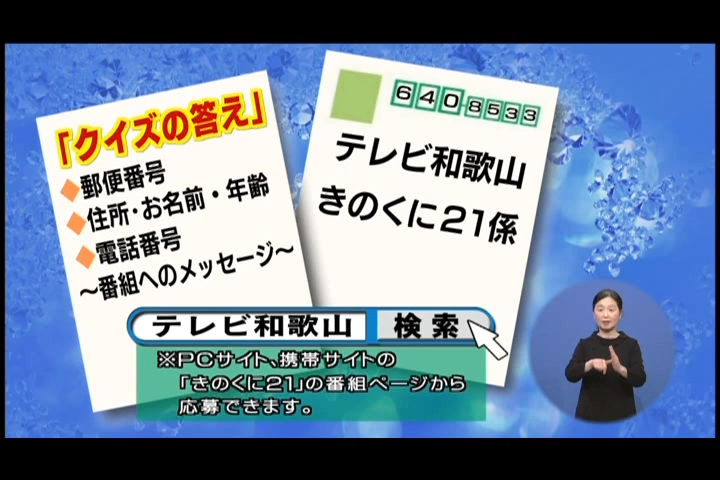 「クイズの答え」
◆郵便番号
◆住所・お名前・年齢
◆電話番号
～番組へのメッセージ～
640-8533
テレビ和歌山
きのくに21係
テレビ和歌山 検索
※PCサイト、携帯サイトの
「きのくに21」の番組ページから
応募できます。